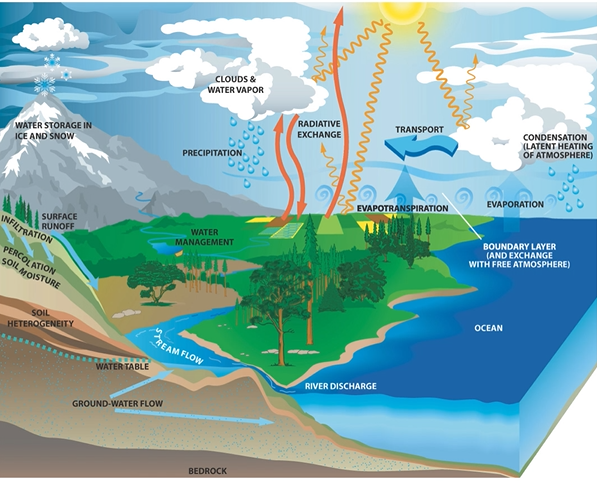 CLOUDS &
WATER VAPOR
WATER STORAGE IN
ICE AND SNOW
RADIATIVE
EXCHANGE
TRANSPORT
CONDENSATION
(LATENT HEATING
OF ATMOSPHERE)
PRECIPITATION
EVAPOTRANSPIRATION
EVAPORATION
SURFACE
RUNOFF
INFILTRATION
WATER
MANAGEMENT
BOUNDARY LAYER
(AND EXCHANGE
WITH FREE ATMOSPHERE)
PERCOLATION
SOIL MOISTURE
SOIL
HETEROGENEITY
OCEAN
STREAM FLOW
WATER TABLE
RIVER DISCHARGE
GROUND-WATER FLOW
BEDROCK